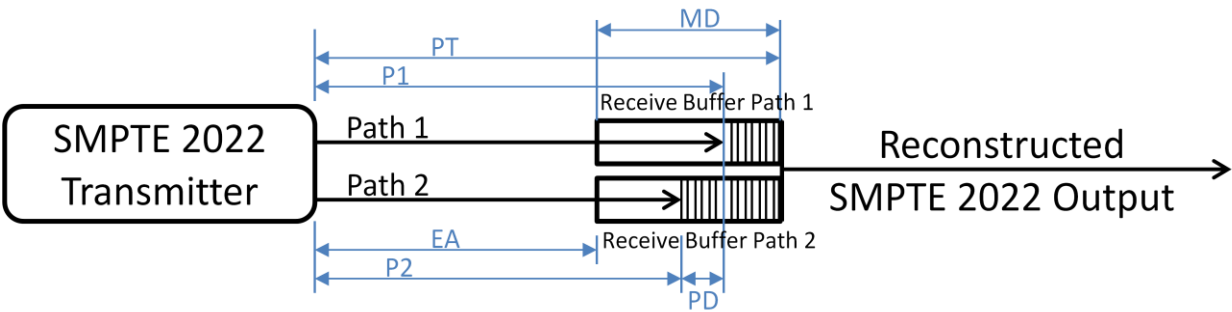 MD
PT
P1
Receive Buffer Path 1
SMPTE 2022
Transmitter
Path 1
Path 2
Reconstructed
SMPTE 2022 Output
EA
Receive Buffer Path 2
P2
PD